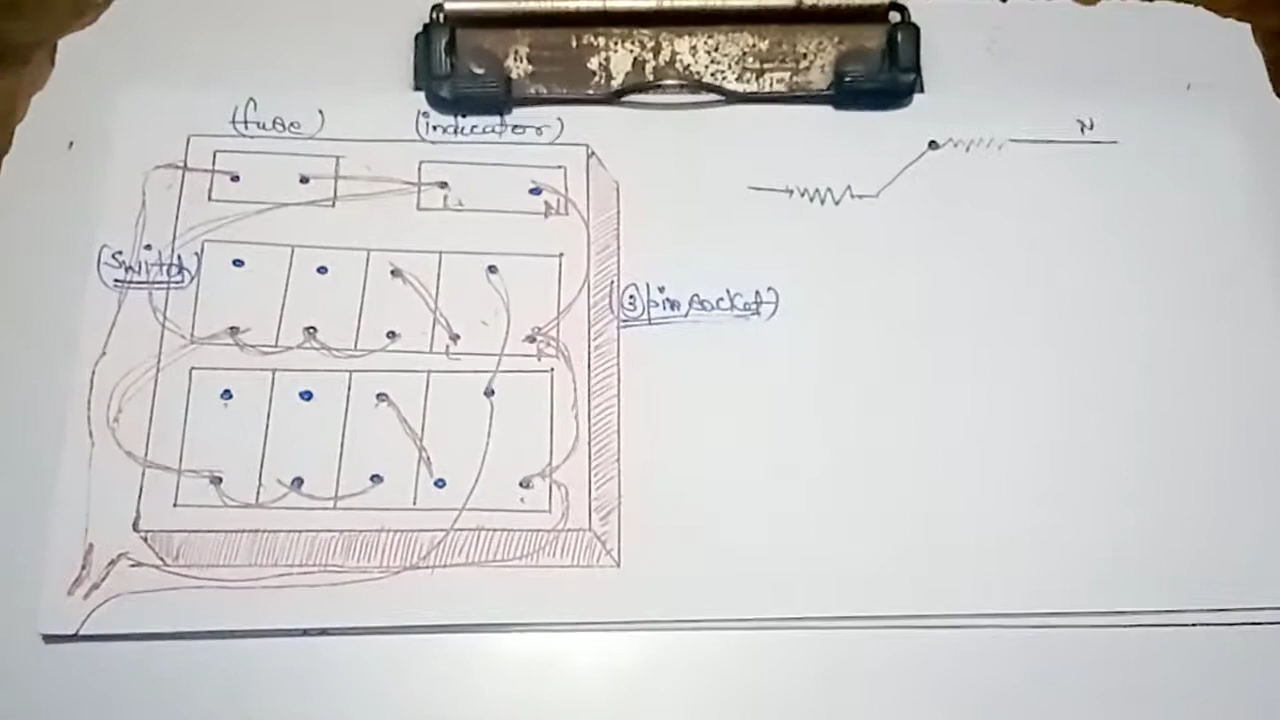 (fuse)
(indicator)
N
L
N
(switch)
(3 pin socket)
L